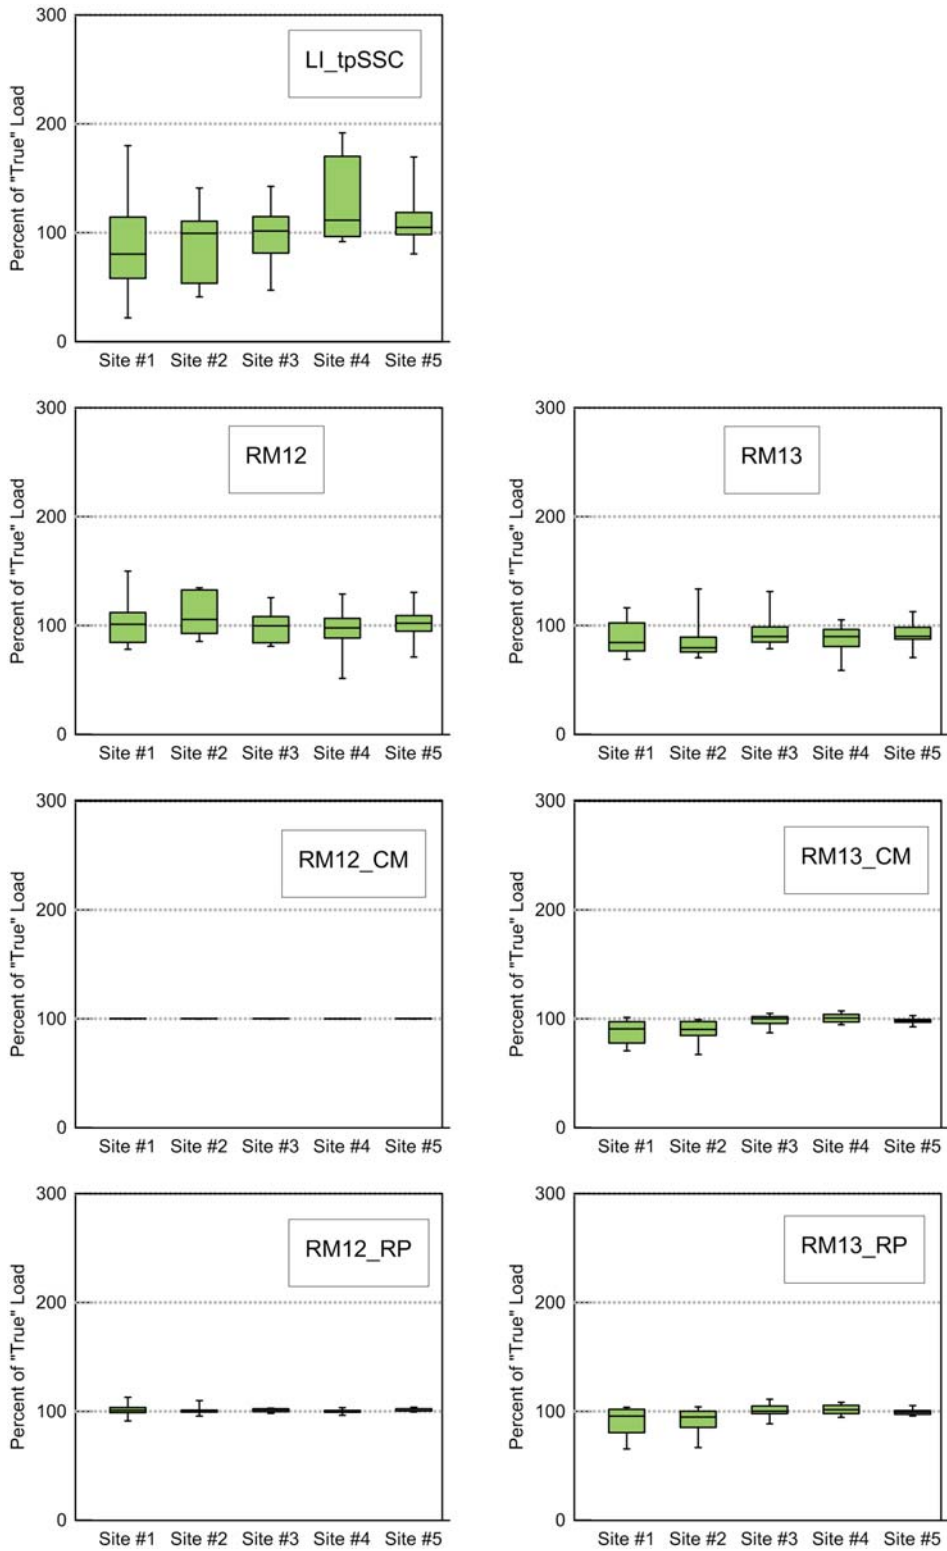 LI_tpSSC
Percent of "True" Load
300
200
100
0
Site #1 Site #2 Site #3 Site #4 Site #5
RM12
Percent of "True" Load
300
200
100
0
Site #1 Site #2 Site #3 Site #4 Site #5
RM13
Percent of "True" Load
300
200
100
0
Site #1 Site #2 Site #3 Site #4 Site #5
RM12_CM
Percent of "True" Load
300
200
100
0
Site #1 Site #2 Site #3 Site #4 Site #5
RM13_CM
Percent of "True" Load
300
200
100
0
Site #1 Site #2 Site #3 Site #4 Site #5
RM12_RP
Percent of "True" Load
300
200
100
0
Site #1 Site #2 Site #3 Site #4 Site #5
RM13_RP
Percent of "True" Load
300
200
100
0
Site #1 Site #2 Site #3 Site #4 Site #5